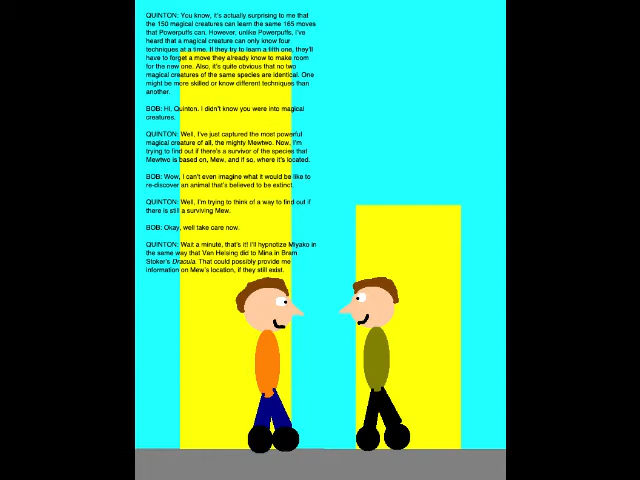 QUINTON: You know, it's actually surprising to me that
the 150 magical creatures can learn the same 165 moves
that Powerpuffs can. However, unlike Powerpuffs, I've
heard that a magical creature can only know four
techniques at a time. If they try to learn a fifth one, they'll
have to forget a move they already know to make room
for the new one. Also, it's quite obvious that no two
magical creatures of the same species are identical. One
might be more skilled or know different techniques than
another.
BOB: Hi, Quinton. I didn't know you were into magical
creatures.
QUINTON: Well, I've just captured the most powerful
magical creature of all, the mighty Mewtwo. Now, I'm
trying to find out if there's a survivor of the species that
Mewtwo is based on, Mew, and if so, where it's located.
BOB: Wow, I can't even imagine what it would be like to
re-discover an animal that's believed to be extinct.
QUINTON: Well, I'm trying to think of a way to find out if
there is still a surviving Mew.
BOB: Okay, well take care now.
QUINTON: Wait a minute, that's it! I'll hypnotize Miyako in
the same way that Van Helsing did to Mina in Bram
Stoker's Dracula. That could possibly provide me
information on Mew's location, if they still exist.